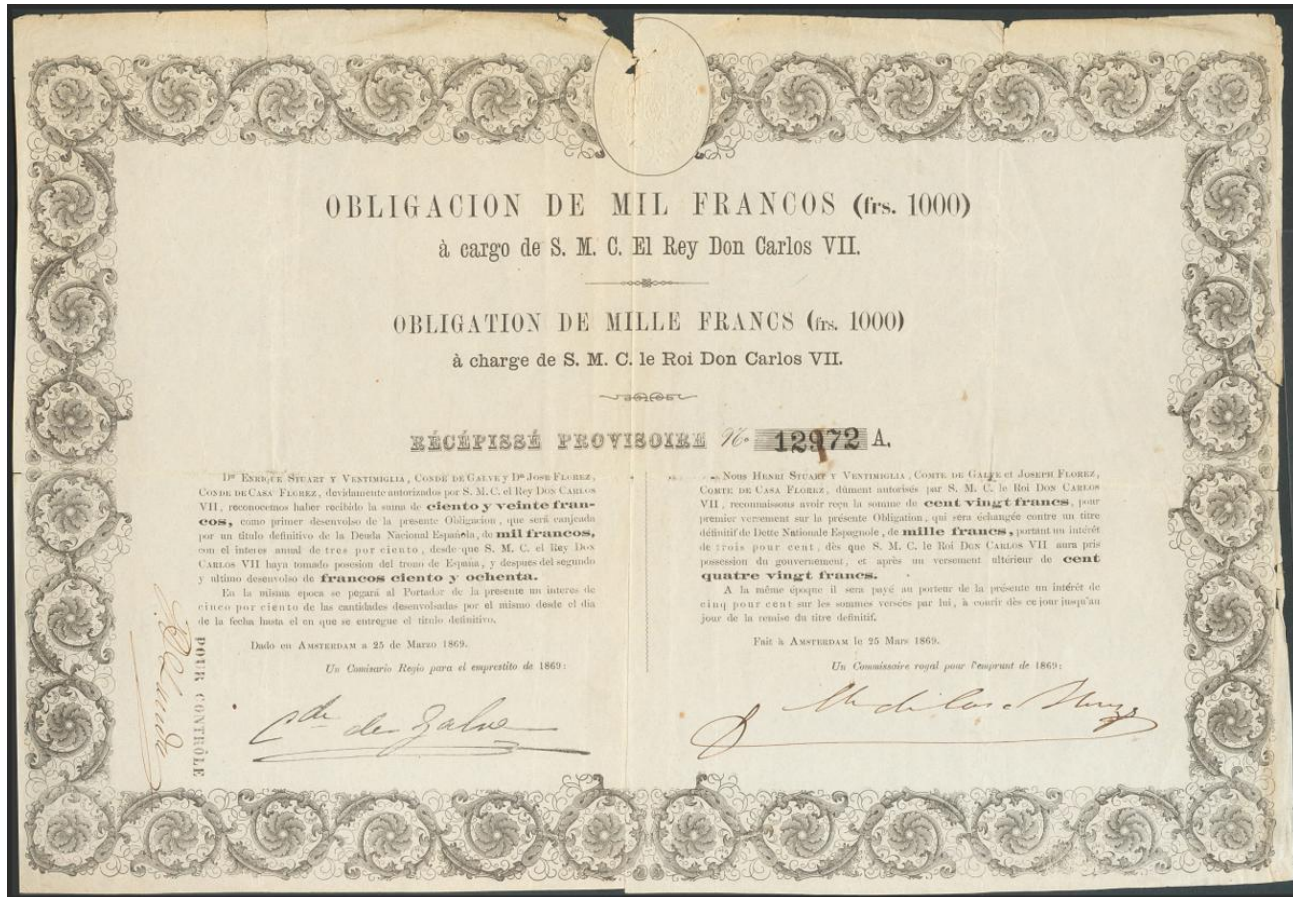 OBLIGACION DE MIL FRANCOS (frs. 1000)
à cargo de S. M. C. El Rey Don Carlos VII.
OBLIGATION DE MILLE FRANCS (frs. 1000)
à charge de S. M. C. le Roi Don Carlos VII.
RÉCÉPISSÉ PROVISOIRE No 12972 A.
Dn ENRIQUE STUART Y VENTIMIGLIA, CONDE DE GALVE y Dn JOSE FLOREZ,
CONDE DE CASA FLOREZ, devidamente autorizados por S. M. C. el Rey DON CARLOS
VII, reconocemos haber recibido la suma de ciento y veinte fran-
cos, como primer desenvolso de la presente Obligacion, que será canjeada
por un titulo definitivo de la Deuda Nacional Española, de mil francos,
con el interes anual de tres por ciento, desde que S. M. C. el Rey DON
CARLOS VII haya tomado posesion del trono de España, y después del segundo
y ultimo desenvolso de francos ciento y ochenta.
En la misma epoca se pegará al Portador de la presente un interes de
cinco por ciento de las cantidades desenvolsadas por el mismo desde el dia
de la fecha hasta el en que se entregue el titulo definitivo.
Dado en AMSTERDAM a 25 de Marzo 1869.
Un Comisario Regio para el emprestito de 1869:
Cde de Galve
POUR CONTRÔLE
NOUS HENRI STUART Y VENTIMIGLIA, COMTE DE GALVE et JOSEPH FLOREZ,
COMTE DE CASA FLOREZ, dûment autorisés par S. M. C. le Roi DON CARLOS
VII, reconnaissons avoir reçu la somme de cent vingt francs, pour
premier versement sur la présente Obligation, qui sera échangée contre un titre
définitif de Dette Nationale Espagnole, de mille francs, portant un intérêt
de trois pour cent, dès que S. M. C. le Roi DON CARLOS VII aura pris
possession du gouvernement, et après un versement ultérieur de cent
quatre vingt francs.
A la même époque il sera payé au porteur de la présente un intérêt de
cinq pour cent sur les sommes versées par lui, à courir dès ce jour jusqu'au
jour de la remise du titre définitif.
Fait à AMSTERDAM le 25 Mars 1869.
Un Commissaire royal pour l'emprunt de 1869: